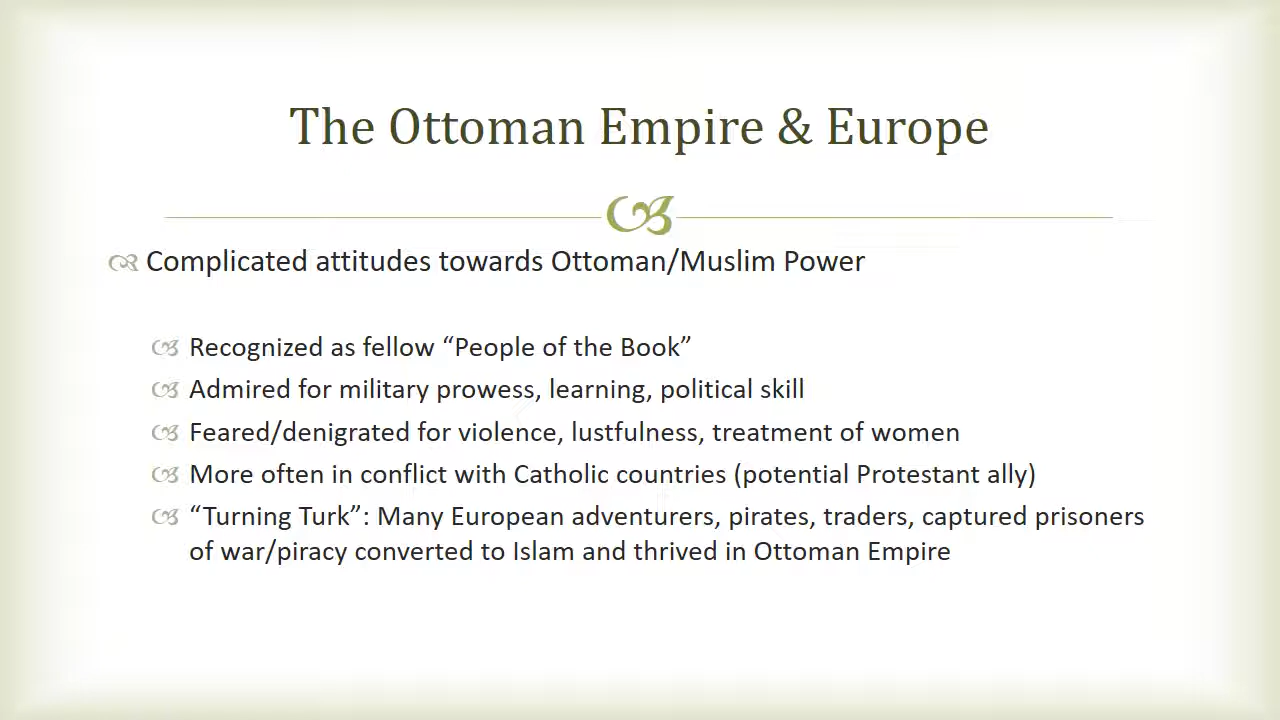 The Ottoman Empire & Europe
Complicated attitudes towards Ottoman/Muslim Power
Recognized as fellow “People of the Book”
Admired for military prowess, learning, political skill
Feared/denigrated for violence, lustfulness, treatment of women
More often in conflict with Catholic countries (potential Protestant ally)
“Turning Turk”: Many European adventurers, pirates, traders, captured prisoners
of war/piracy converted to Islam and thrived in Ottoman Empire